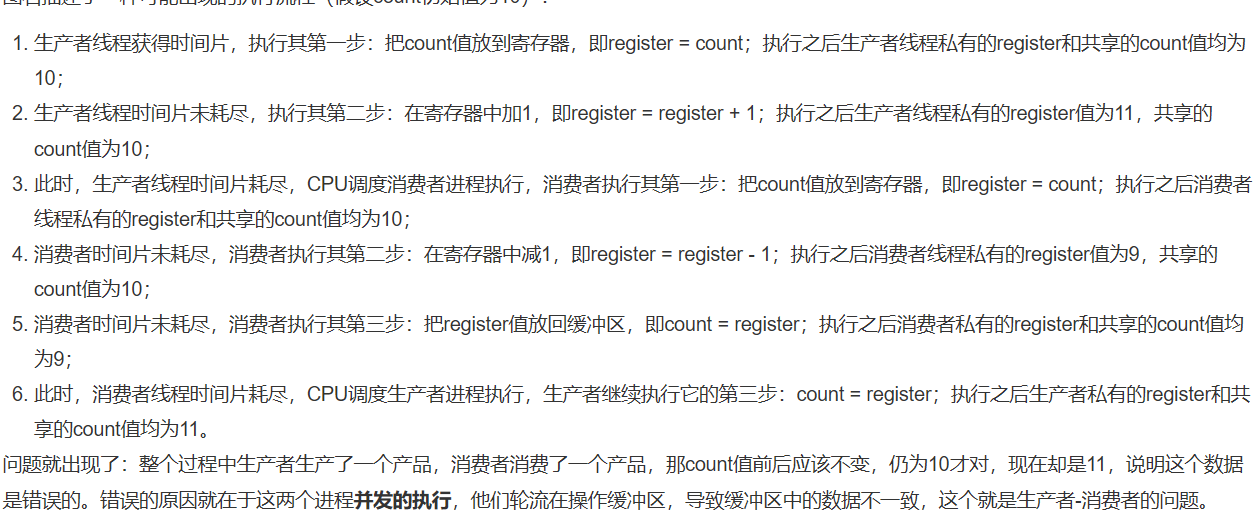 图右描述了一种可能出现的执行流程（假设count初始值为10）：
1. 生产者线程获得时间片，执行其第一步：把count值放到寄存器，即register = count；执行之后生产者线程私有的register和共享的count值均为
10；
2. 生产者线程时间片未耗尽，执行其第二步：在寄存器中加1，即register = register + 1；执行之后生产者线程私有的register值为11，共享的
count值为10；
3. 此时，生产者线程时间片耗尽，CPU调度消费者进程执行，消费者执行其第一步：把count值放到寄存器，即register = count；执行之后消费者
线程私有的register和共享的count值均为10；
4. 消费者时间片未耗尽，消费者执行其第二步：在寄存器中减1，即register = register - 1；执行之后消费者线程私有的register值为9，共享的
count值为10；
5. 消费者时间片未耗尽，消费者执行其第三步：把register值放回缓冲区，即count = register；执行之后消费者私有的register和共享的count值均
为9；
6. 此时，消费者线程时间片耗尽，CPU调度生产者进程执行，生产者继续执行它的第三步：count = register；执行之后生产者私有的register和共
享的count值均为11。
问题就出现了：整个过程中生产者生产了一个产品，消费者消费了一个产品，那count值前后应该不变，仍为10才对，现在却是11，说明这个数据
是错误的。错误的原因就在于这两个进程并发的执行，他们轮流在操作缓冲区，导致缓冲区中的数据不一致，这个就是生产者-消费者的问题。